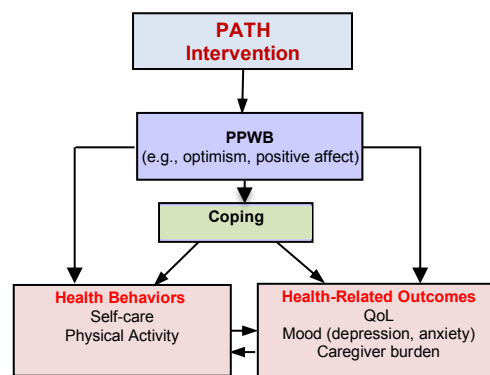 PATH
Intervention
PPWB
(e.g., optimism, positive affect)
Coping
Health Behaviors
Self-care
Physical Activity
Health-Related Outcomes
QoL
Mood (depression, anxiety)
Caregiver burden